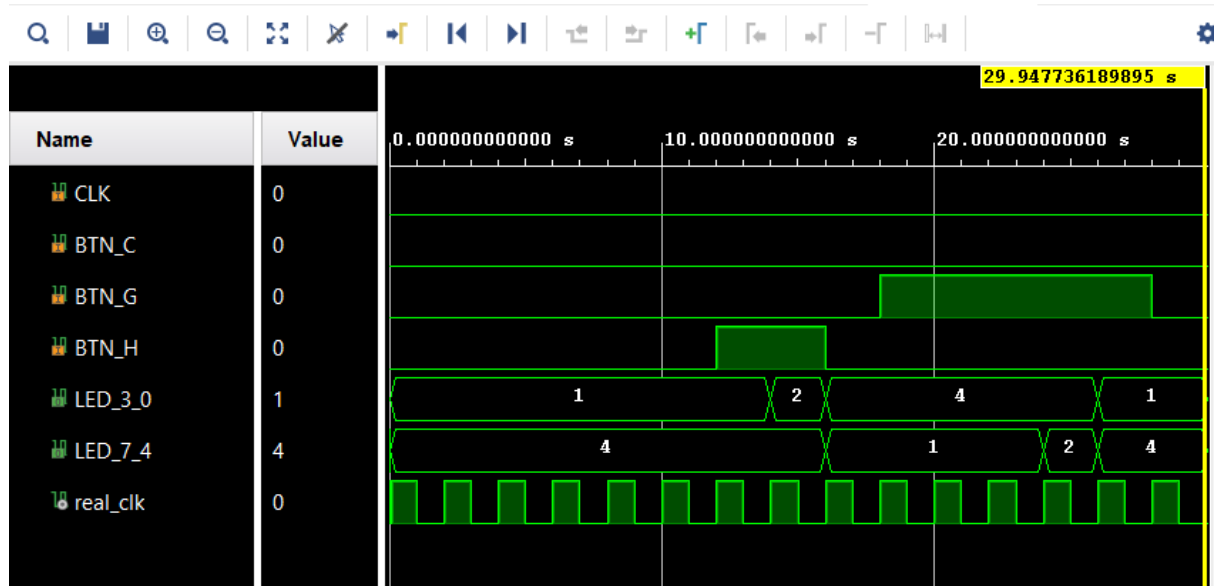 29.947736189895 s
Name Value 0.000000000000 s 10.000000000000 s 20.000000000000 s
CLK 0
BTN_C 0
BTN_G 0
BTN_H 0
LED_3_0 1 1 2 4 1
LED_7_4 4 4 1 2 4
real_clk 0